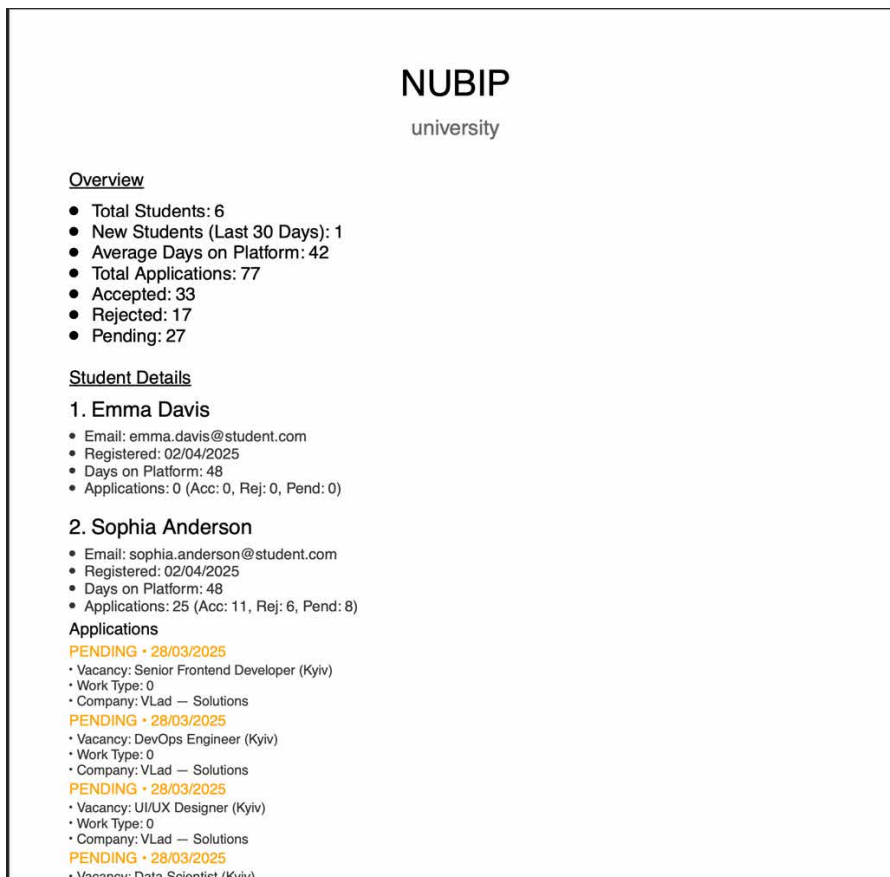 NUBIP
university
Overview
● Total Students: 6
● New Students (Last 30 Days): 1
● Average Days on Platform: 42
● Total Applications: 77
● Accepted: 33
● Rejected: 17
● Pending: 27
Student Details
1. Emma Davis
● Email: emma.davis@student.com
● Registered: 02/04/2025
● Days on Platform: 48
● Applications: 0 (Acc: 0, Rej: 0, Pend: 0)
2. Sophia Anderson
● Email: sophia.anderson@student.com
● Registered: 02/04/2025
● Days on Platform: 48
● Applications: 25 (Acc: 11, Rej: 6, Pend: 8)
Applications
PENDING • 28/03/2025
• Vacancy: Senior Frontend Developer (Kyiv)
• Work Type: 0
• Company: VLad — Solutions
PENDING • 28/03/2025
• Vacancy: DevOps Engineer (Kyiv)
• Work Type: 0
• Company: VLad — Solutions
PENDING • 28/03/2025
• Vacancy: UI/UX Designer (Kyiv)
• Work Type: 0
• Company: VLad — Solutions
PENDING • 28/03/2025
• Vacancy: Data Scientist (Kyiv)